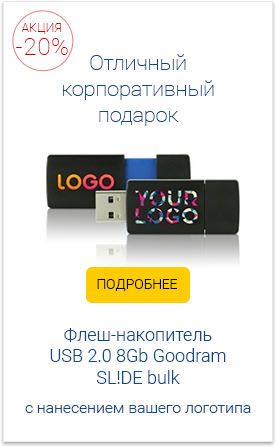 АКЦИЯ
-20%
Отличный
корпоративный
подарок
LOGO
YOUR
LOGO
ПОДРОБНЕЕ
Флеш-накопитель
USB 2.0 8Gb Goodram
SL!DE bulk
с нанесением вашего логотипа